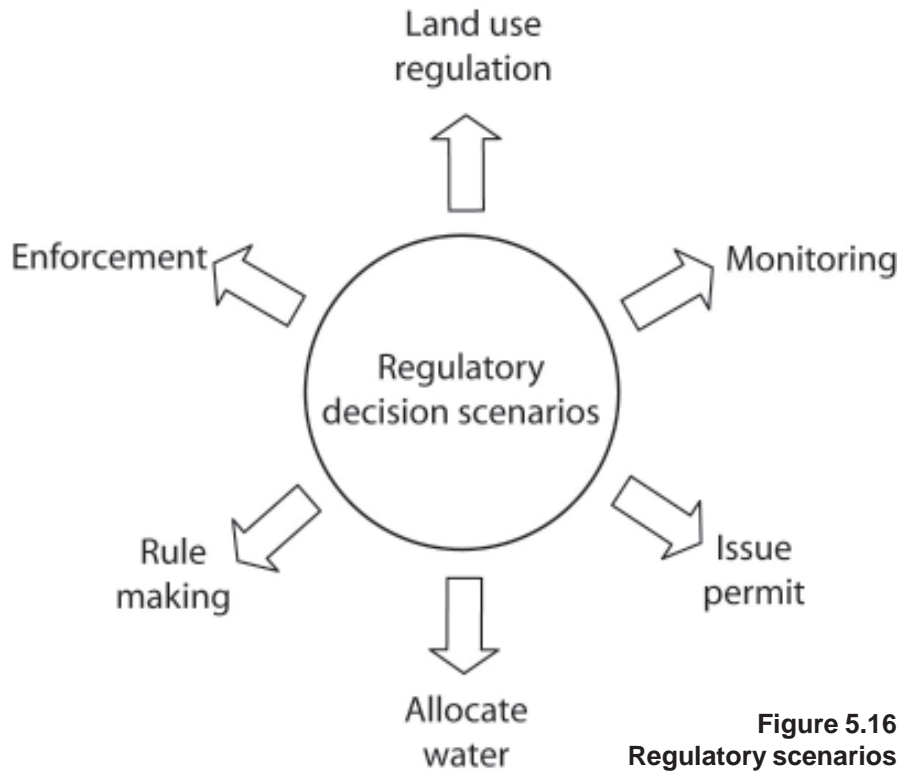 Land use
regulation
Enforcement
Monitoring
Regulatory
decision scenarios
Rule
making
Issue
permit
Allocate
water
Figure 5.16
Regulatory scenarios